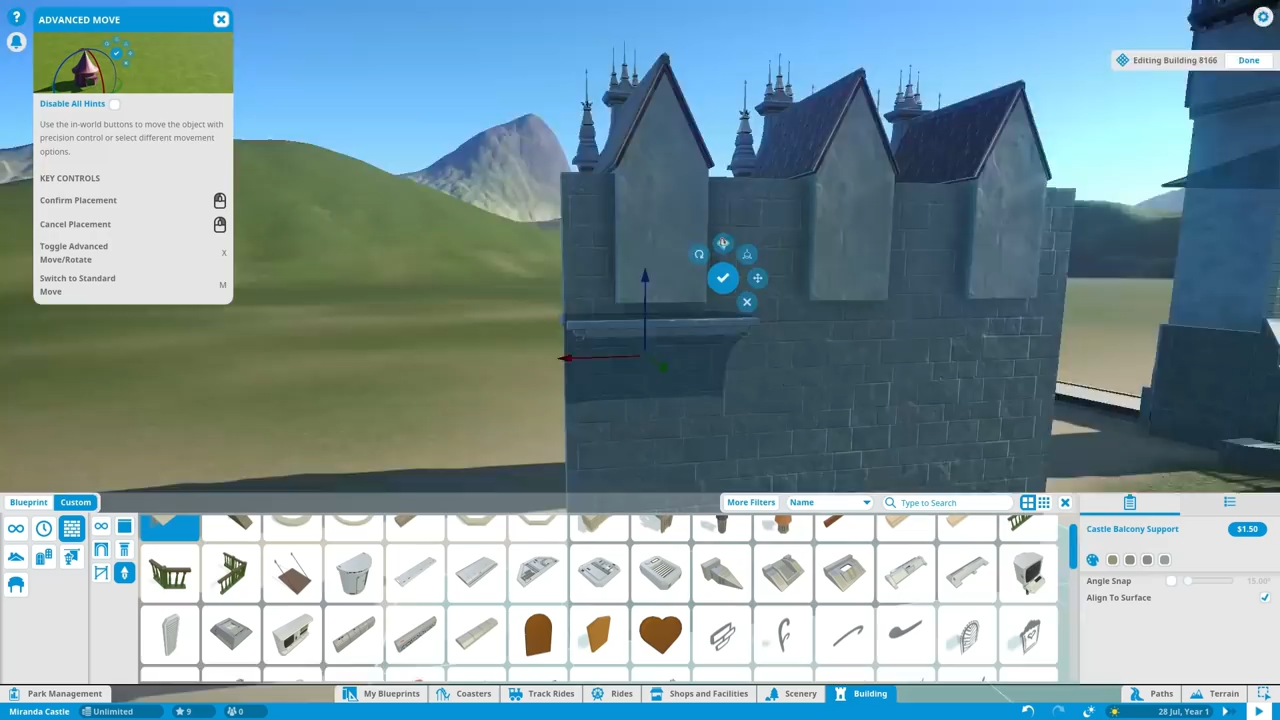 ADVANCED MOVE
Editing Building 8166
Done
Disable All Hints
Use the in-world buttons to move the object with
precision control or select different movement
options.
KEY CONTROLS
Confirm Placement
Cancel Placement
Toggle Advanced
Move/Rotate
X
Switch to Standard
Move
M
Blueprint
Custom
More Filters
Name
Type to Search
Castle Balcony Support
$1.50
Angle Snap
15.00°
Align To Surface
Park Management
My Blueprints
Coasters
Track Rides
Rides
Shops and Facilities
Scenery
Building
Paths
Terrain
Miranda Castle
Unlimited
9
0
28 Jul, Year 1